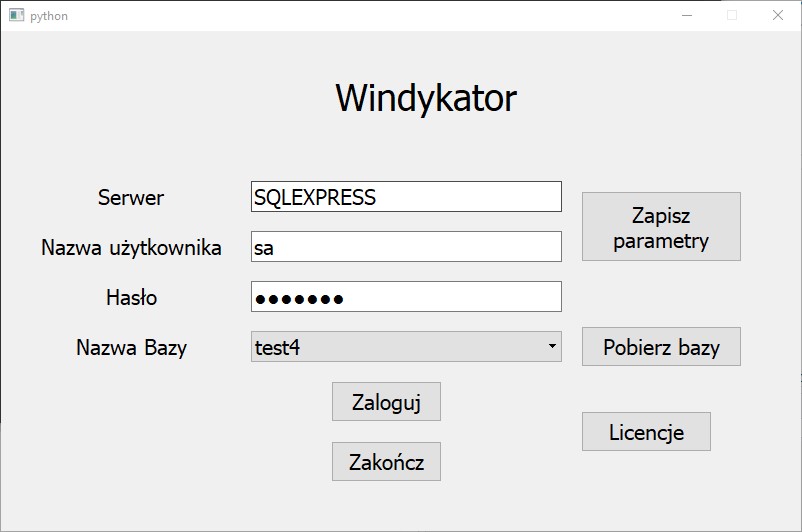 python
Windykator
Serwer
SQLEXPRESS
Zapisz
parametry
Nazwa użytkownika
sa
Hasło
●●●●●●●
Nazwa Bazy
test4
Pobierz bazy
Zaloguj
Licencje
Zakończ